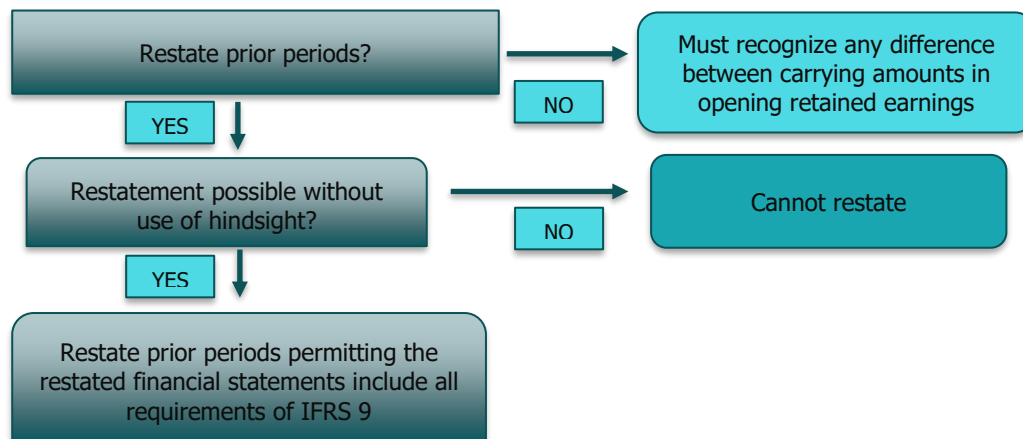 Restate prior periods?
NO
Must recognize any difference
between carrying amounts in
opening retained earnings
YES
Restatement possible without
use of hindsight?
NO
Cannot restate
YES
Restate prior periods permitting the
restated financial statements include all
requirements of IFRS 9